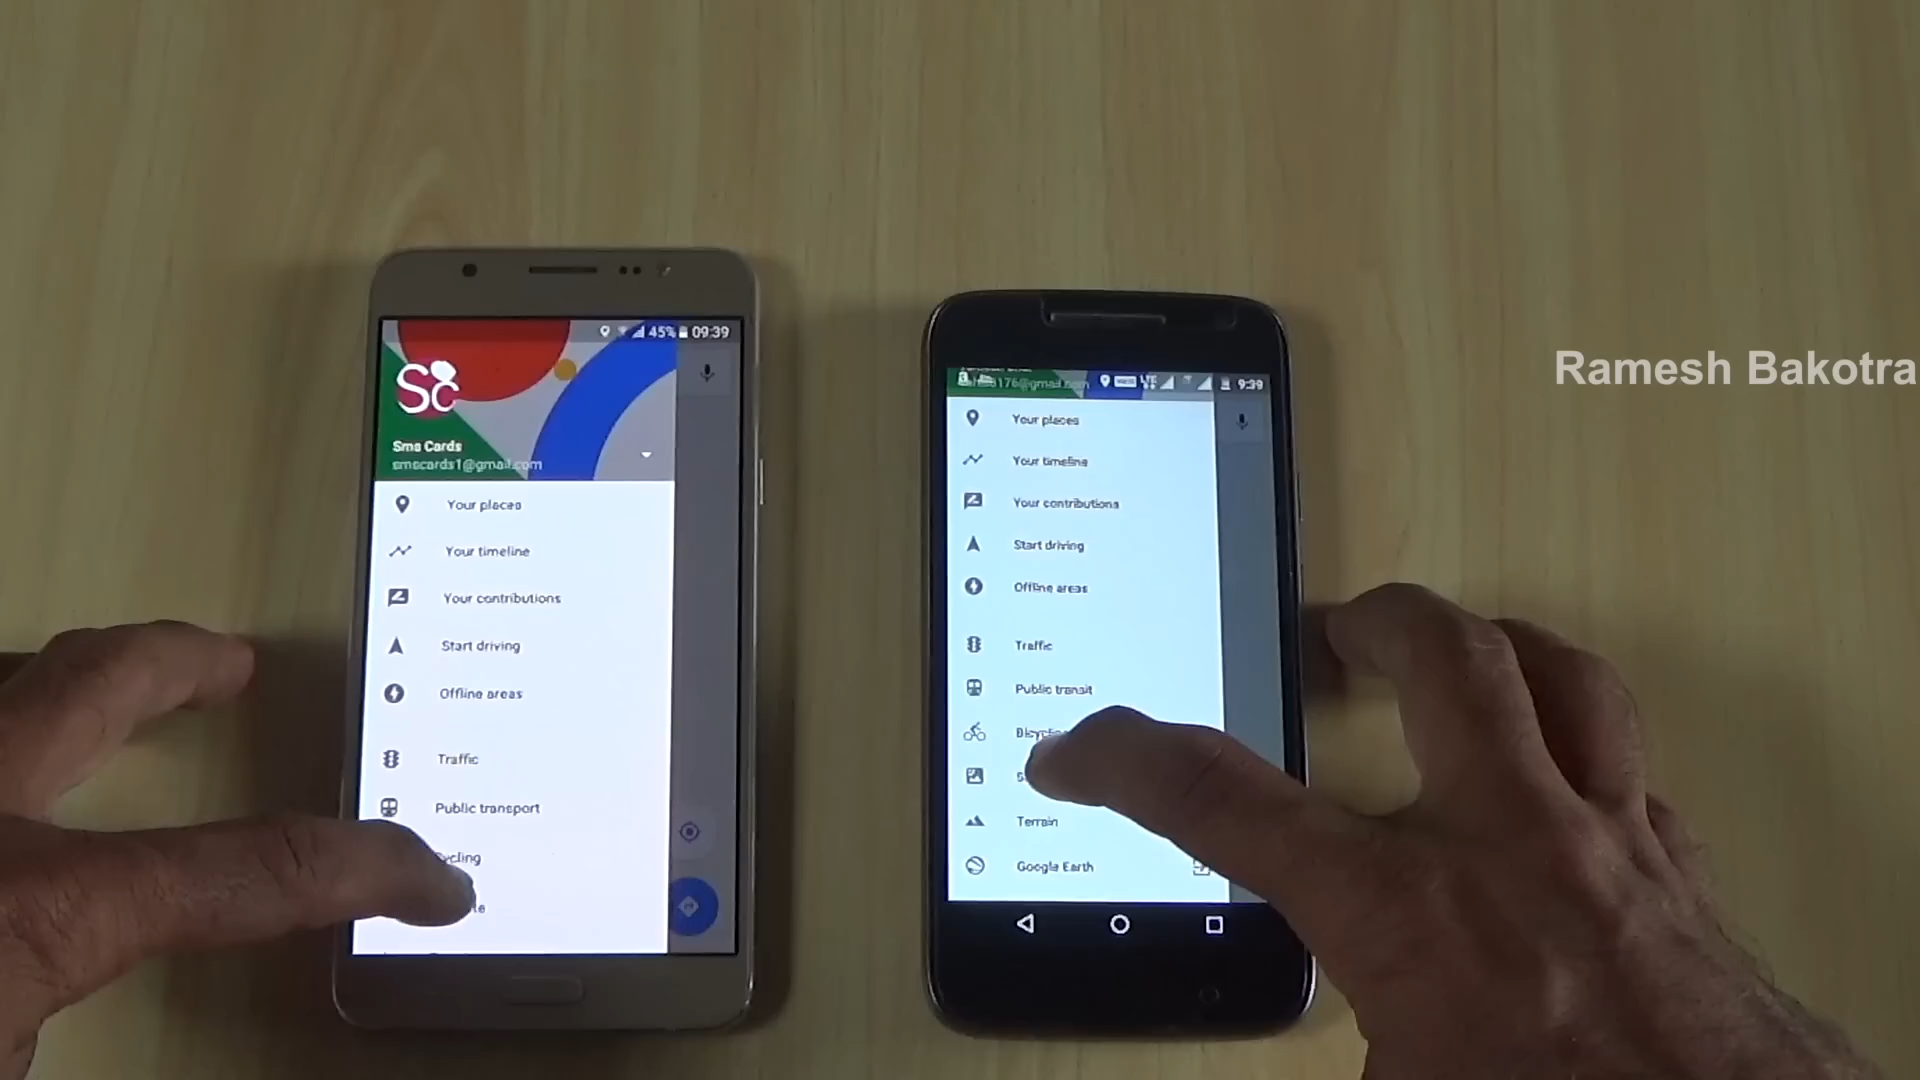 45% 09:39
Sc
Sms Cards
smscards1@gmail.com
Your places
Your timeline
Your contributions
Start driving
Offline areas
Traffic
Public transport
LTE 9:39
Your places
Your timeline
Your contributions
Start driving
Offline areas
Traffic
Public transit
Terrain
Google Earth
Ramesh Bakotra